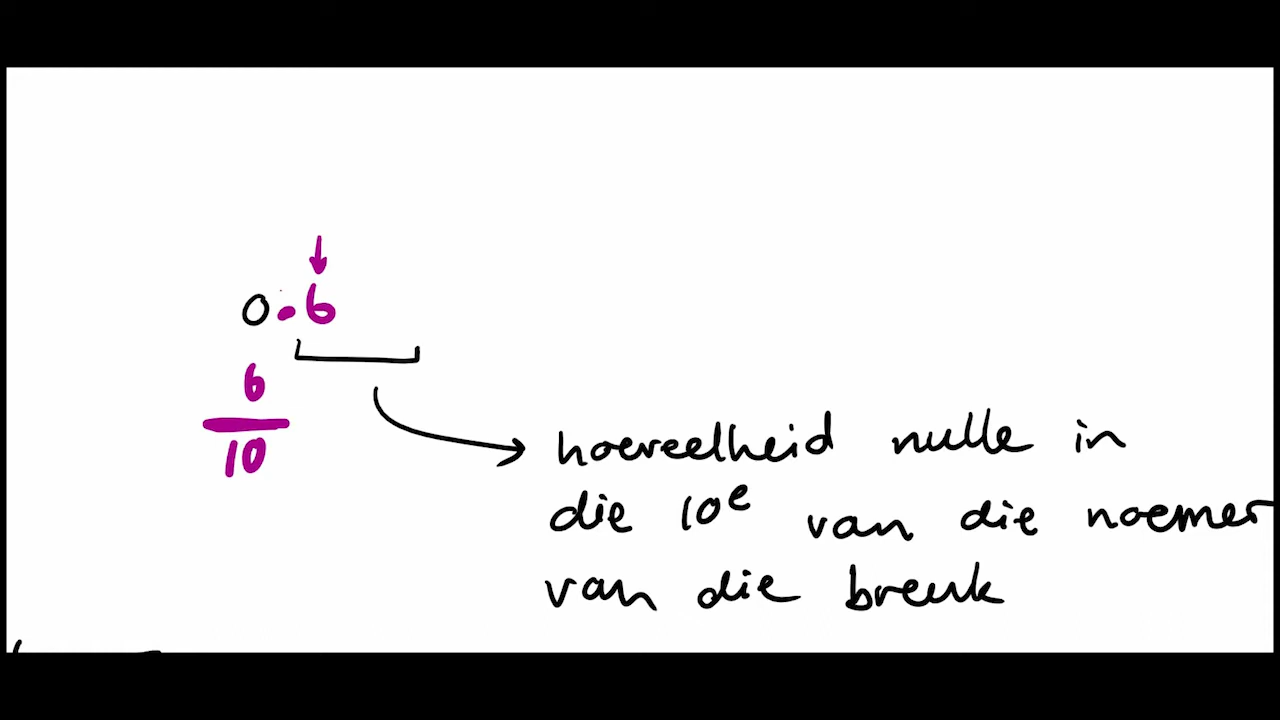 0.6
6
10
hoeveelheid nulle in
die 10e van die noemer
van die breuk